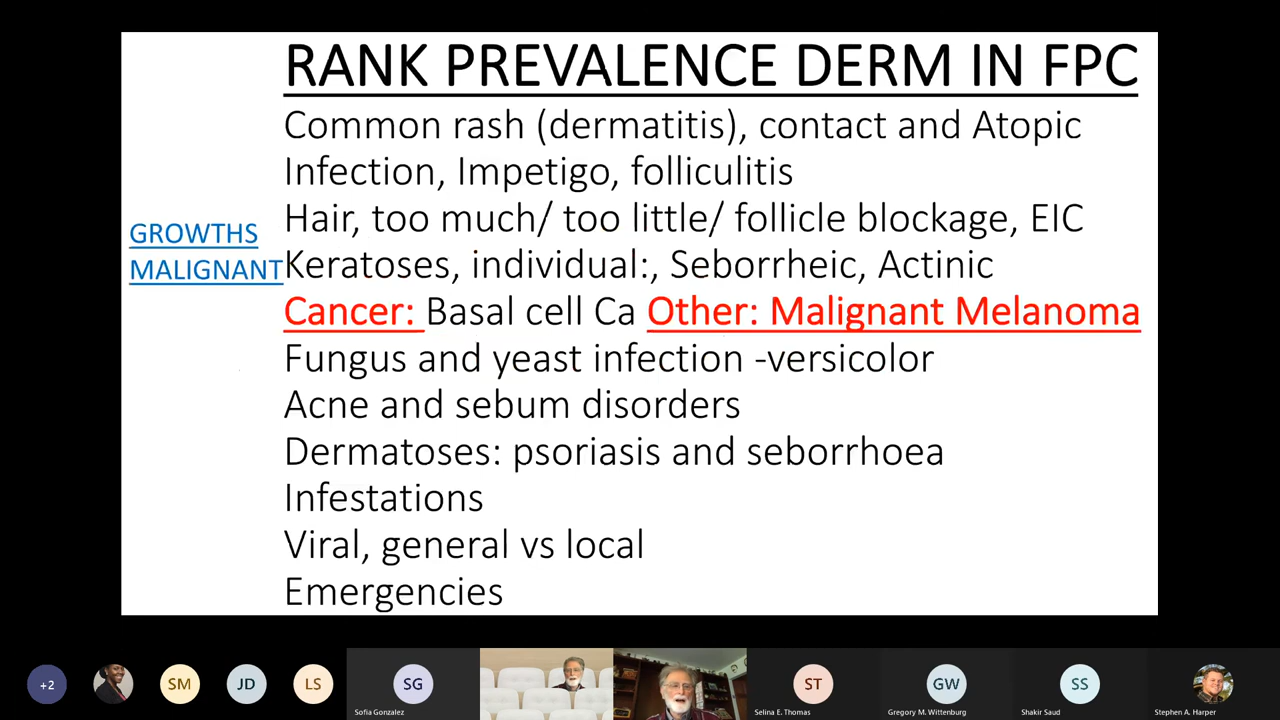 RANK PREVALENCE DERM IN FPC
Common rash (dermatitis), contact and Atopic
Infection, Impetigo, folliculitis
Hair, too much/ too little/ follicle blockage, EIC
GROWTHS
MALIGNANT
Keratoses, individual:, Seborrheic, Actinic
Cancer: Basal cell Ca Other: Malignant Melanoma
Fungus and yeast infection -versicolor
Acne and sebum disorders
Dermatoses: psoriasis and seborrhoea
Infestations
Viral, general vs local
Emergencies
+2
SM
JD
LS
SG
Sofia Gonzalez
ST
Selina E. Thomas
GW
Gregory M. Wittenburg
SS
Shakir Saud
Stephen A. Harper